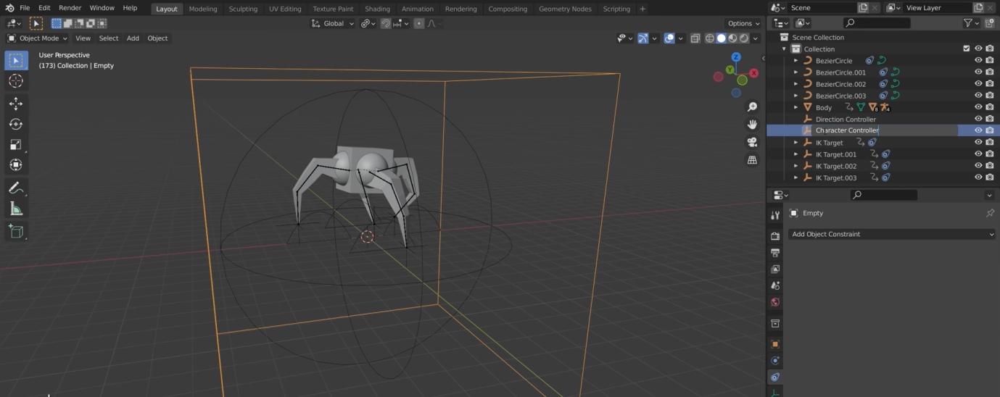 File Edit Render Window Help Layout Modeling Sculpting UV Editing Texture Paint Shading Animation Rendering Compositing Geometry Nodes Scripting + Scene View Layer
Global Options
Object Mode View Select Add Object
User Perspective
(173) Collection | Empty
Z
Y
X
Scene Collection
Collection
BezierCircle
BezierCircle.001
BezierCircle.002
BezierCircle.003
Body 8 4
Direction Controller
Character Controller
IK Target
IK Target.001
IK Target.002
IK Target.003
Empty
Add Object Constraint